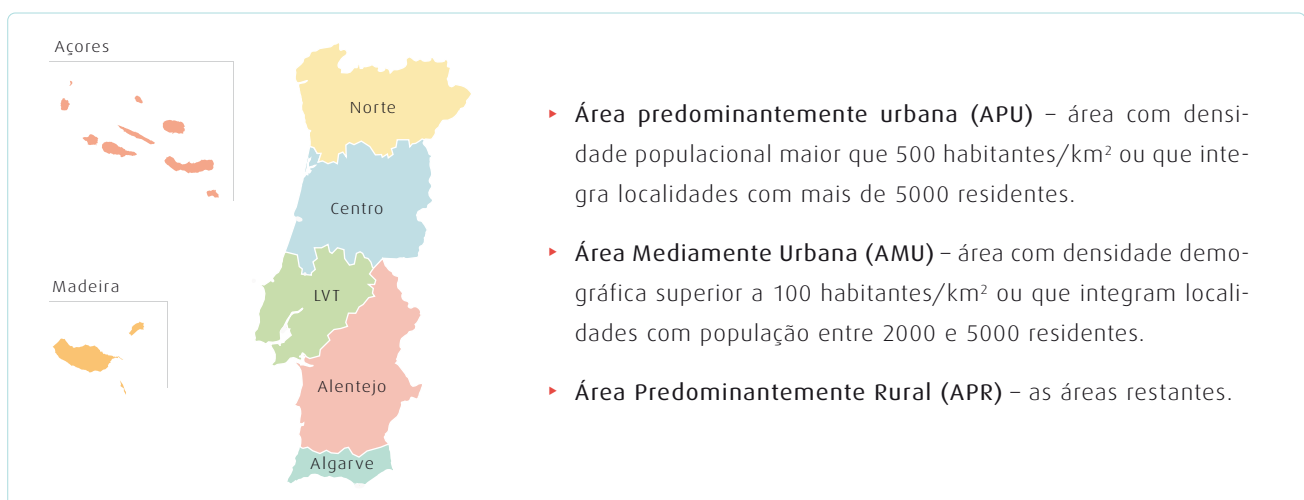 Açores
Norte
Centro
Madeira
LVT
Alentejo
Algarve
▸ Área predominantemente urbana (APU) – área com densi-
dade populacional maior que 500 habitantes/km² ou que inte-
gra localidades com mais de 5000 residentes.
▸ Área Mediamente Urbana (AMU) – área com densidade demo-
gráfica superior a 100 habitantes/km² ou que integram locali-
dades com população entre 2000 e 5000 residentes.
▸ Área Predominantemente Rural (APR) – as áreas restantes.